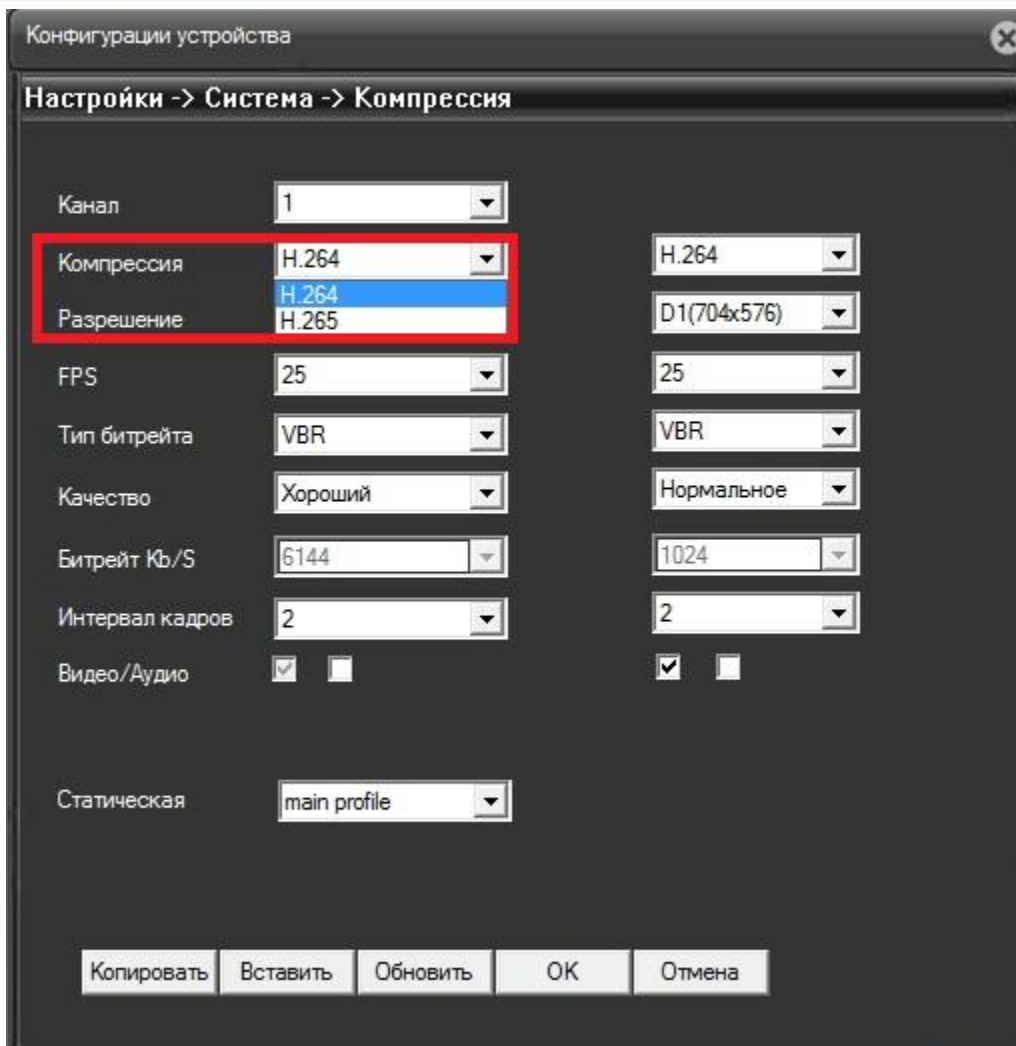 Конфигурации устройства
Настройки -> Система -> Компрессия
Канал 1
Компрессия H.264 H.264
H.264
Разрешение H.265 D1(704x576)
FPS 25 25
Тип битрейта VBR VBR
Качество Хороший Нормальное
Битрейт Kb/S 6144 1024
Интервал кадров 2 2
Видео/Аудио
Статическая main profile
Копировать Вставить Обновить OK Отмена